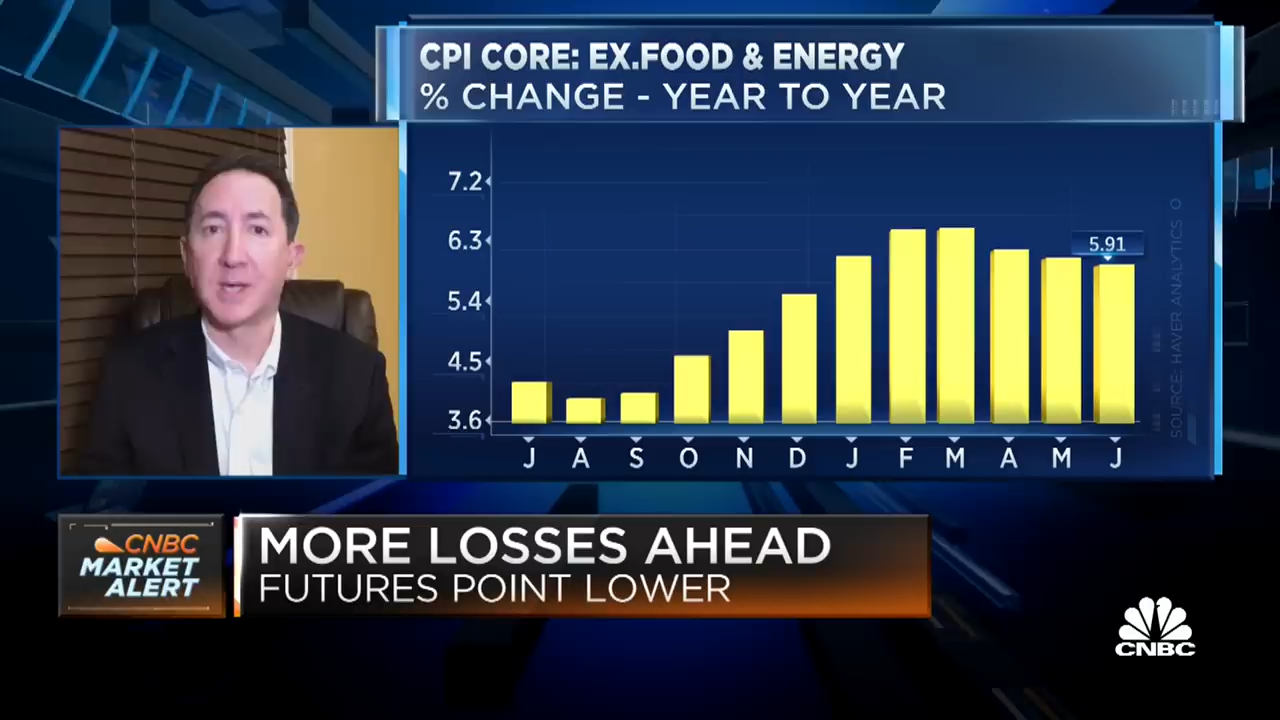 CPI CORE: EX.FOOD & ENERGY
% CHANGE - YEAR TO YEAR
7.2
6.3
5.4
4.5
3.6
5.91
J A S O N D J F M A M J
SOURCE: HAVER ANALYTICS
CNBC
MARKET
ALERT
MORE LOSSES AHEAD
FUTURES POINT LOWER
CNBC